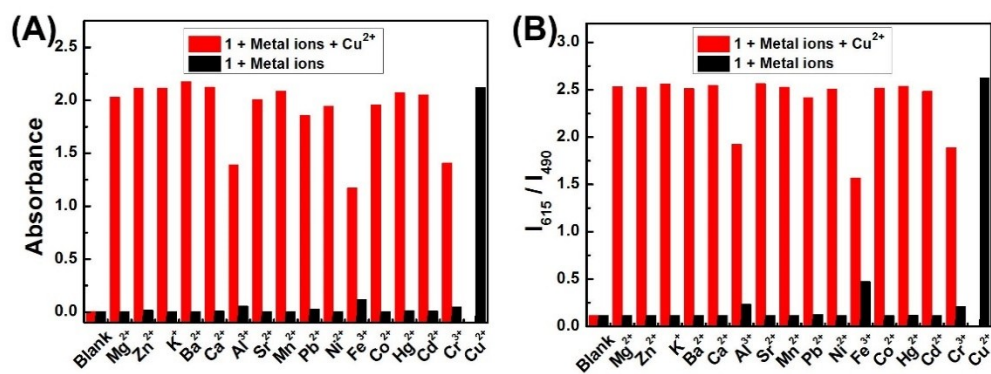 (A)
Absorbance
2.5
2.0
1.5
1.0
0.5
0.0
1 + Metal ions + Cu²⁺
1 + Metal ions
Blank
Mg²⁺
Zn²⁺
K⁺
Ba²⁺
Ca²⁺
Al³⁺
Sr²⁺
Mn²⁺
Pb²⁺
Ni²⁺
Fe³⁺
Co²⁺
Hg²⁺
Cd²⁺
Cr³⁺
Cu²⁺
(B)
I₆₁₅ / I₄₉₀
3.0
2.5
2.0
1.5
1.0
0.5
0.0
1 + Metal ions + Cu²⁺
1 + Metal ions
Blank
Mg²⁺
Zn²⁺
K⁺
Ba²⁺
Ca²⁺
Al³⁺
Sr²⁺
Mn²⁺
Pb²⁺
Ni²⁺
Fe³⁺
Co²⁺
Hg²⁺
Cd²⁺
Cr³⁺
Cu²⁺